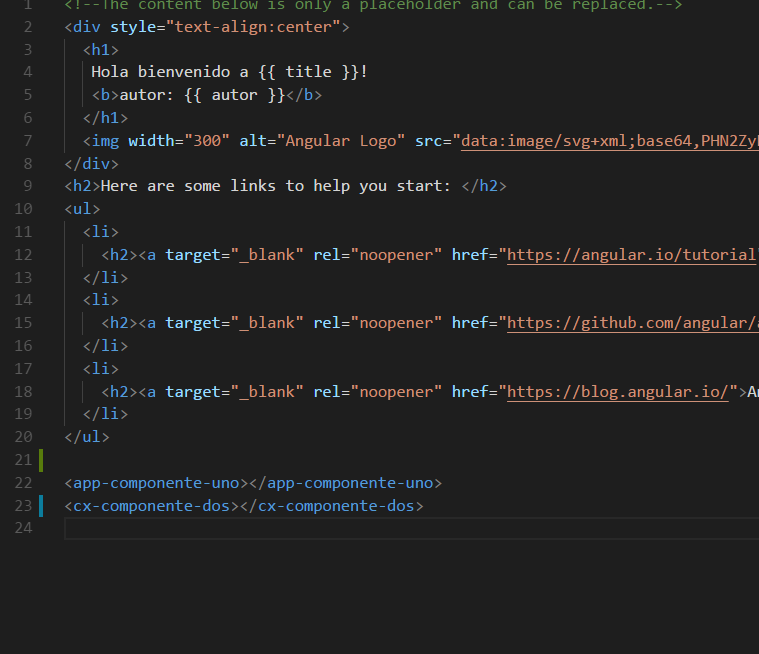 1 <!--The content below is only a placeholder and can be replaced.-->
2 <div style="text-align:center">
3 <h1>
4 Hola bienvenido a {{ title }}!
5 <b>autor: {{ autor }}</b>
6 </h1>
7 <img width="300" alt="Angular Logo" src="data:image/svg+xml;base64,PHN2Zy
8 </div>
9 <h2>Here are some links to help you start: </h2>
10 <ul>
11 <li>
12 <h2><a target="_blank" rel="noopener" href="https://angular.io/tutorial"
13 </li>
14 <li>
15 <h2><a target="_blank" rel="noopener" href="https://github.com/angular/a
16 </li>
17 <li>
18 <h2><a target="_blank" rel="noopener" href="https://blog.angular.io/">An
19 </li>
20 </ul>
21
22 <app-componente-uno></app-componente-uno>
23 <cx-componente-dos></cx-componente-dos>
24